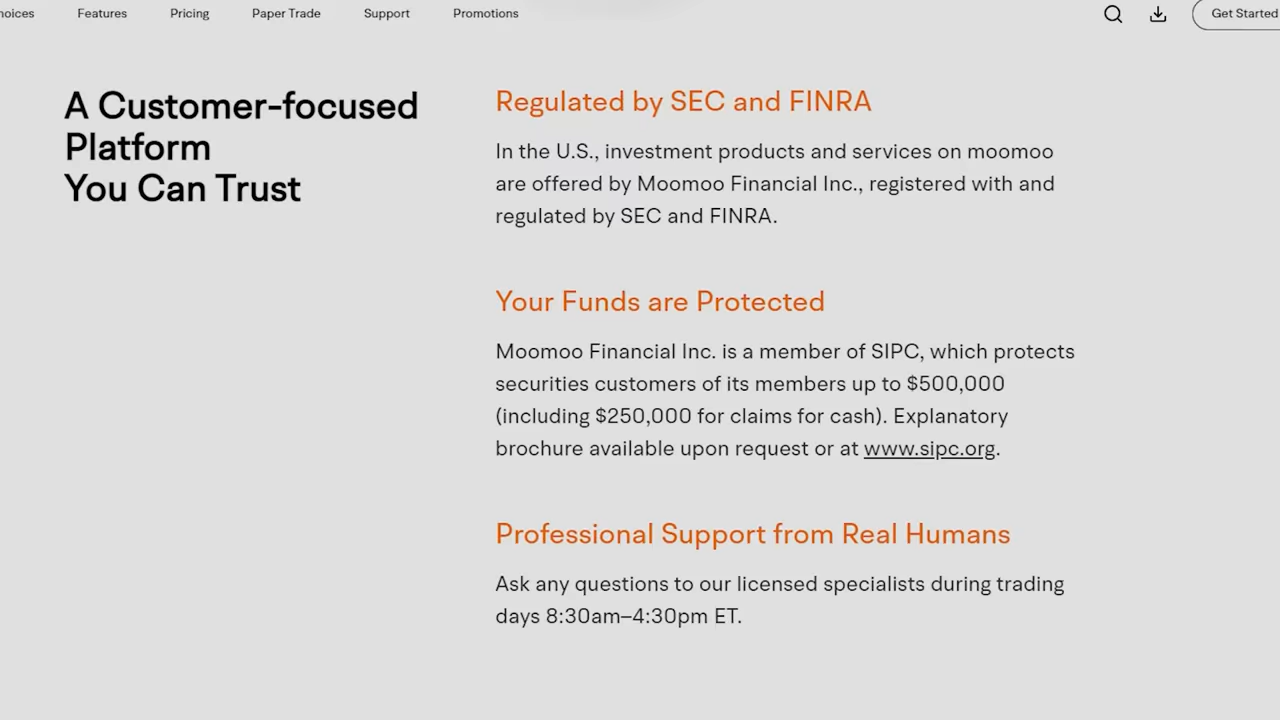 Features Pricing Paper Trade Support Promotions Get Started
A Customer-focused
Platform
You Can Trust
Regulated by SEC and FINRA
In the U.S., investment products and services on moomoo
are offered by Moomoo Financial Inc., registered with and
regulated by SEC and FINRA.
Your Funds are Protected
Moomoo Financial Inc. is a member of SIPC, which protects
securities customers of its members up to $500,000
(including $250,000 for claims for cash). Explanatory
brochure available upon request or at www.sipc.org.
Professional Support from Real Humans
Ask any questions to our licensed specialists during trading
days 8:30am–4:30pm ET.